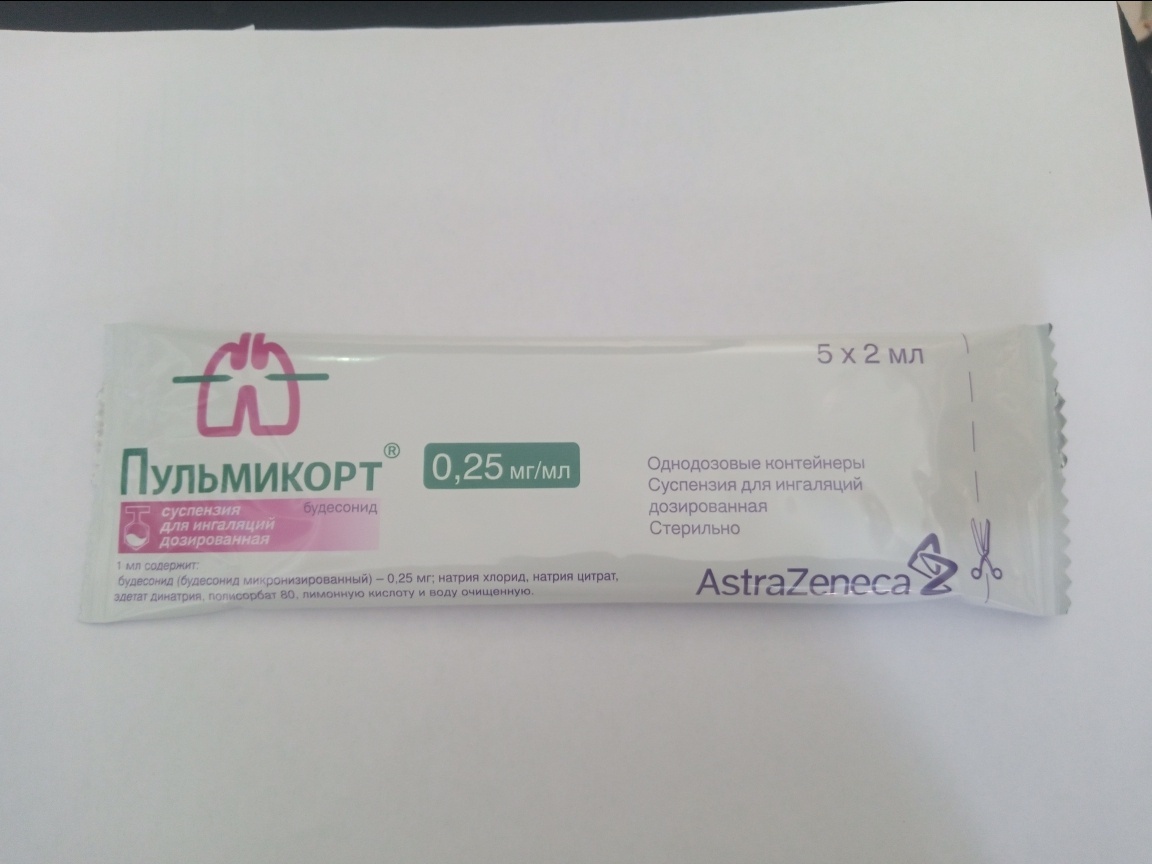 5 x 2 мл
Пульмикорт®
0,25 мг/мл
суспензия
для ингаляций
дозированная
будесонид
1 мл содержит:
будесонид (будесонид микронизированный) – 0,25 мг; натрия хлорид, натрия цитрат,
эдетат динатрия, полисорбат 80, лимонную кислоту и воду очищенную.
Однодозовые контейнеры
Суспензия для ингаляций
дозированная
Стерильно
AstraZeneca